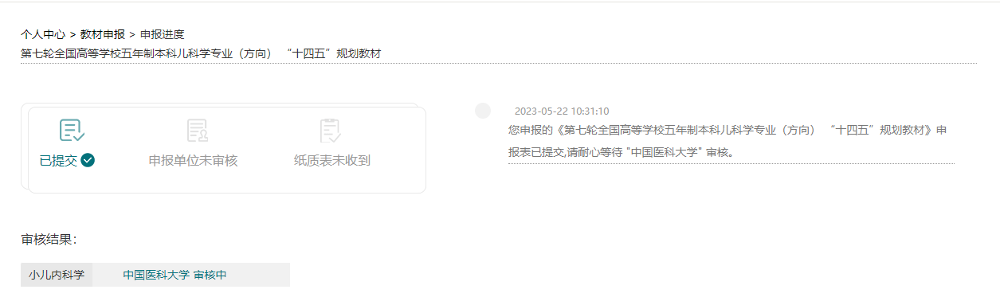 个人中心 > 教材申报 > 申报进度
第七轮全国高等学校五年制本科儿科学专业（方向） “十四五”规划教材
已提交
申报单位未审核
纸质表未收到
2023-05-22 10:31:10
您申报的《第七轮全国高等学校五年制本科儿科学专业（方向） “十四五”规划教材》申
报表已提交,请耐心等待 "中国医科大学" 审核。
审核结果：
小儿内科学
中国医科大学 审核中